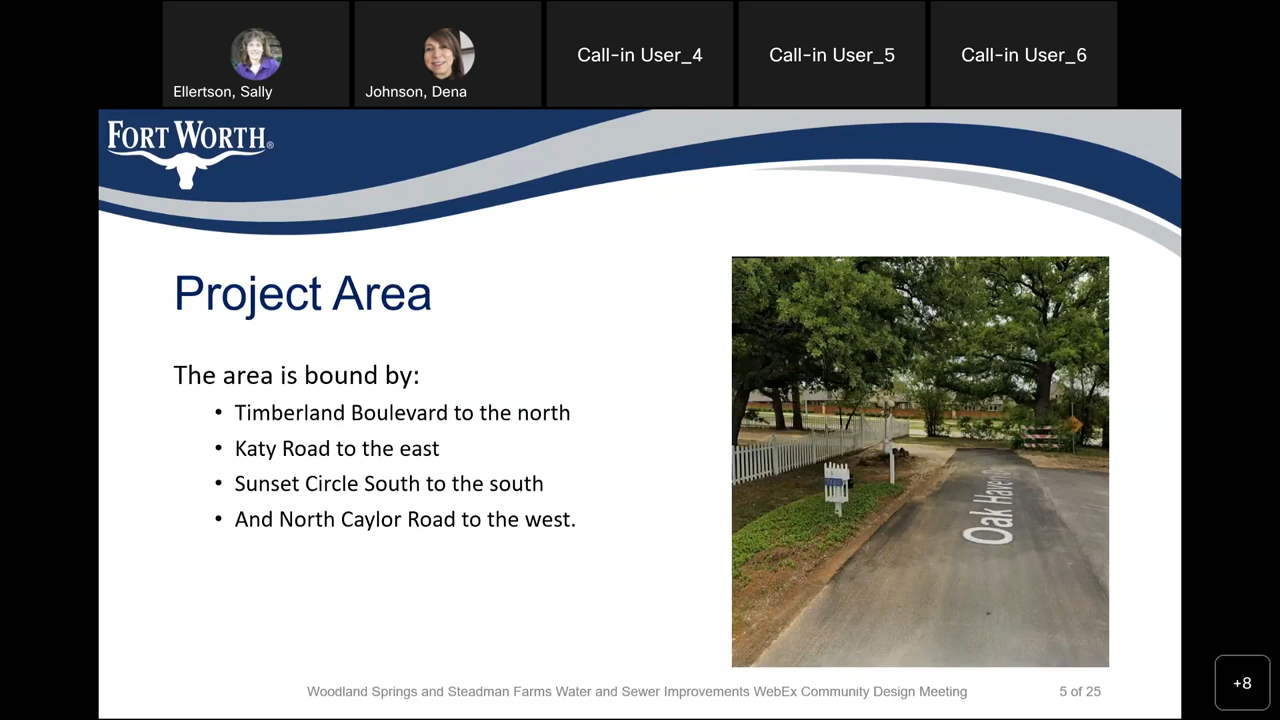 Call-in User_4
Call-in User_5
Call-in User_6
Ellertson, Sally
Johnson, Dena
FORT WORTH®
Project Area
The area is bound by:
• Timberland Boulevard to the north
• Katy Road to the east
• Sunset Circle South to the south
• And North Caylor Road to the west.
Oak Haven
Woodland Springs and Steadman Farms Water and Sewer Improvements WebEx Community Design Meeting
5 of 25
+8